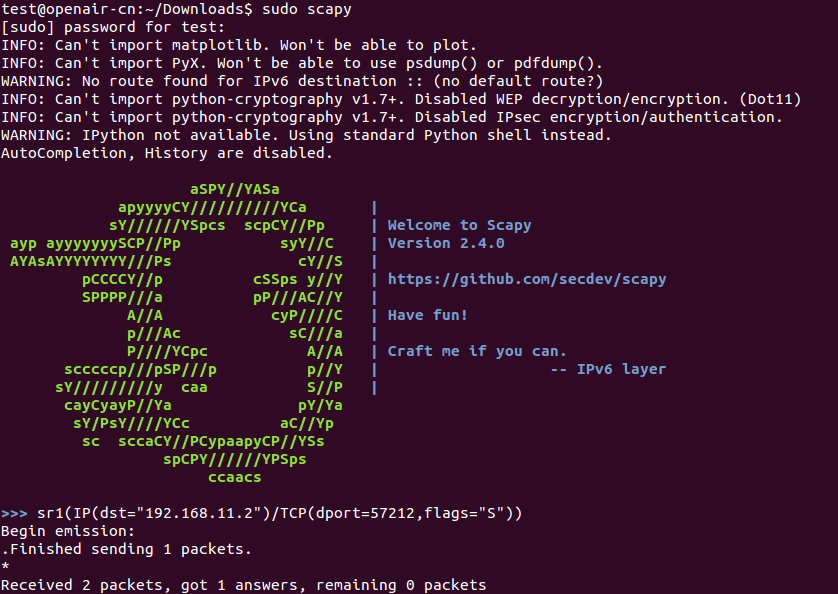 test@openair-cn:~/Downloads$ sudo scapy
[sudo] password for test:
INFO: Can't import matplotlib. Won't be able to plot.
INFO: Can't import PyX. Won't be able to use psdump() or pdfdump().
WARNING: No route found for IPv6 destination :: (no default route?)
INFO: Can't import python-cryptography v1.7+. Disabled WEP decryption/encryption. (Dot11)
INFO: Can't import python-cryptography v1.7+. Disabled IPsec encryption/authentication.
WARNING: IPython not available. Using standard Python shell instead.
AutoCompletion, History are disabled.

                     aSPY//YASa
             apyyyyCY//////////YCa       |
            sY//////YSpcs  scpCY//Pp     | Welcome to Scapy
 ayp ayyyyyyySCP//Pp           syY//C    | Version 2.4.0
 AYAsAYYYYYYYY///Ps              cY//S   |
         pCCCCY//p          cSSps y//Y   | https://github.com/secdev/scapy
         SPPPP///a          pP///AC//Y   |
              A//A            cyP////C   | Have fun!
              p///Ac            sC///a   |
              P////YCpc           A//A   | Craft me if you can.
       scccccp///pSP///p          p//Y   |                   -- IPv6 layer
      sY/////////y  caa           S//P   |
       cayCyayP//Ya              pY/Ya
        sY/PsY////YCc          aC//Yp
         sc  sccaCY//PCypaapyCP//YSs
                  spCPY//////YPSps
                       ccaacs

>>> sr1(IP(dst="192.168.11.2")/TCP(dport=57212,flags="S"))
Begin emission:
.Finished sending 1 packets.
*
Received 2 packets, got 1 answers, remaining 0 packets